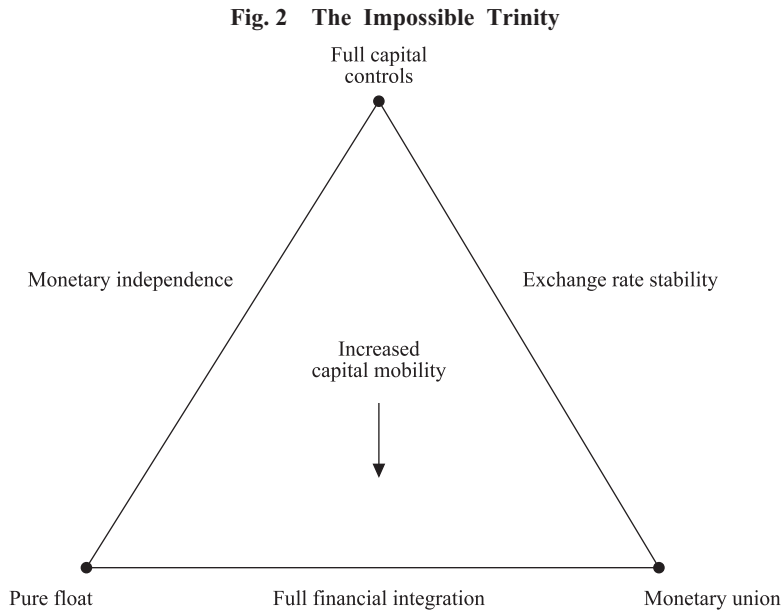 Fig. 2 The Impossible Trinity
Full capital
controls
Monetary independence
Exchange rate stability
Increased
capital mobility
Pure float
Full financial integration
Monetary union